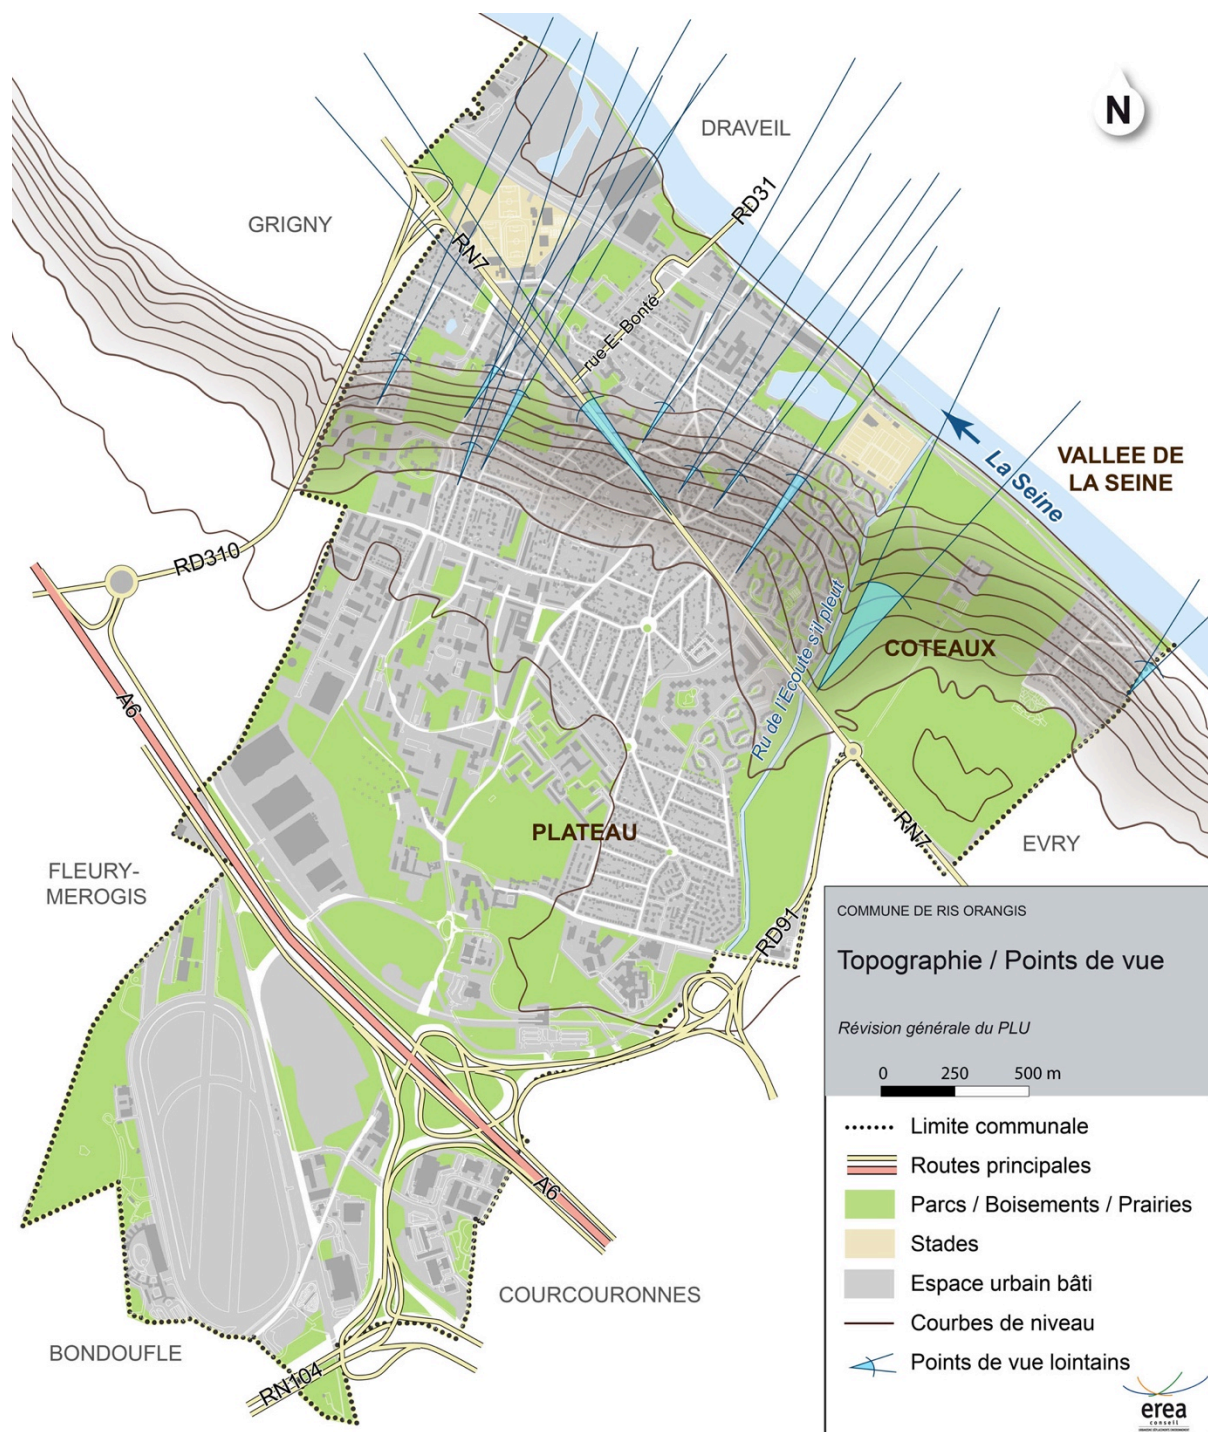 N
DRAVEIL
RD31
GRIGNY
RN7
rue E. Bonté
VALLEE DE
LA SEINE
La Seine
RD310
Ru de l'Ecoute s'il pleut
COTEAUX
A6
PLATEAU
RN7
EVRY
FLEURY-
MEROGIS
RD91
COMMUNE DE RIS ORANGIS
Topographie / Points de vue
Révision générale du PLU
0 250 500 m
Limite communale
Routes principales
Parcs / Boisements / Prairies
Stades
Espace urbain bâti
Courbes de niveau
Points de vue lointains
A6
COURCOURONNES
BONDOUFLE
RN104
erea
conseil